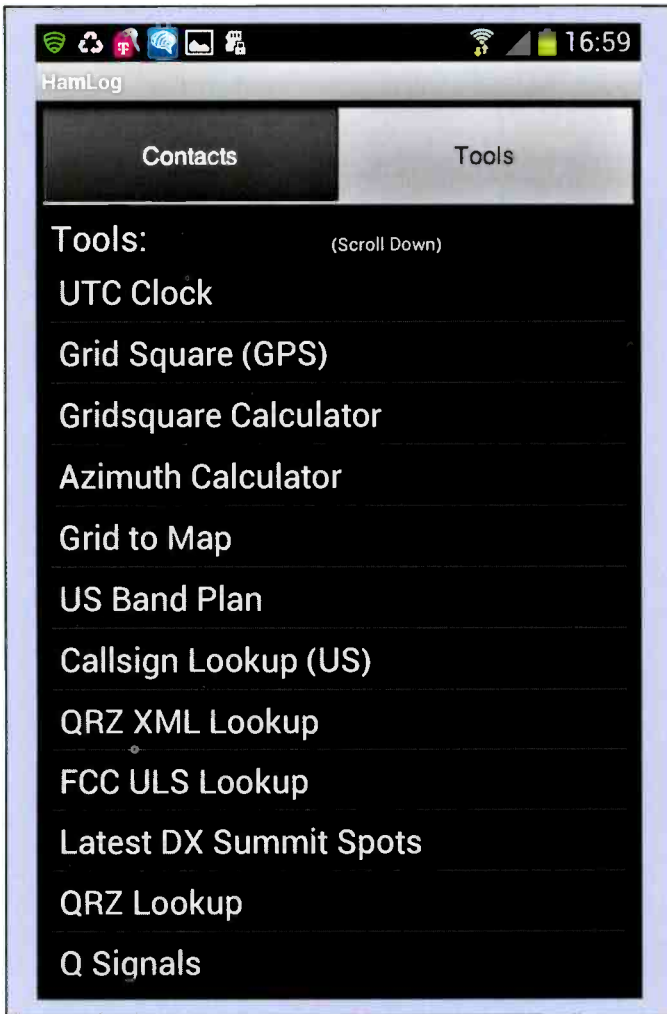 16:59
HamLog
Contacts Tools
Tools: (Scroll Down)
UTC Clock
Grid Square (GPS)
Gridsquare Calculator
Azimuth Calculator
Grid to Map
US Band Plan
Callsign Lookup (US)
QRZ XML Lookup
FCC ULS Lookup
Latest DX Summit Spots
QRZ Lookup
Q Signals